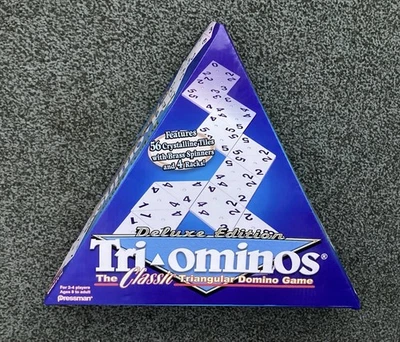 Features
56 Crystalline Tiles
with Brass Spinners
and 4 Racks!
Deluxe Edition
Tri-ominos®
The Classic Triangular Domino Game
For 2-4 players
Ages 8 to adult
Pressman®